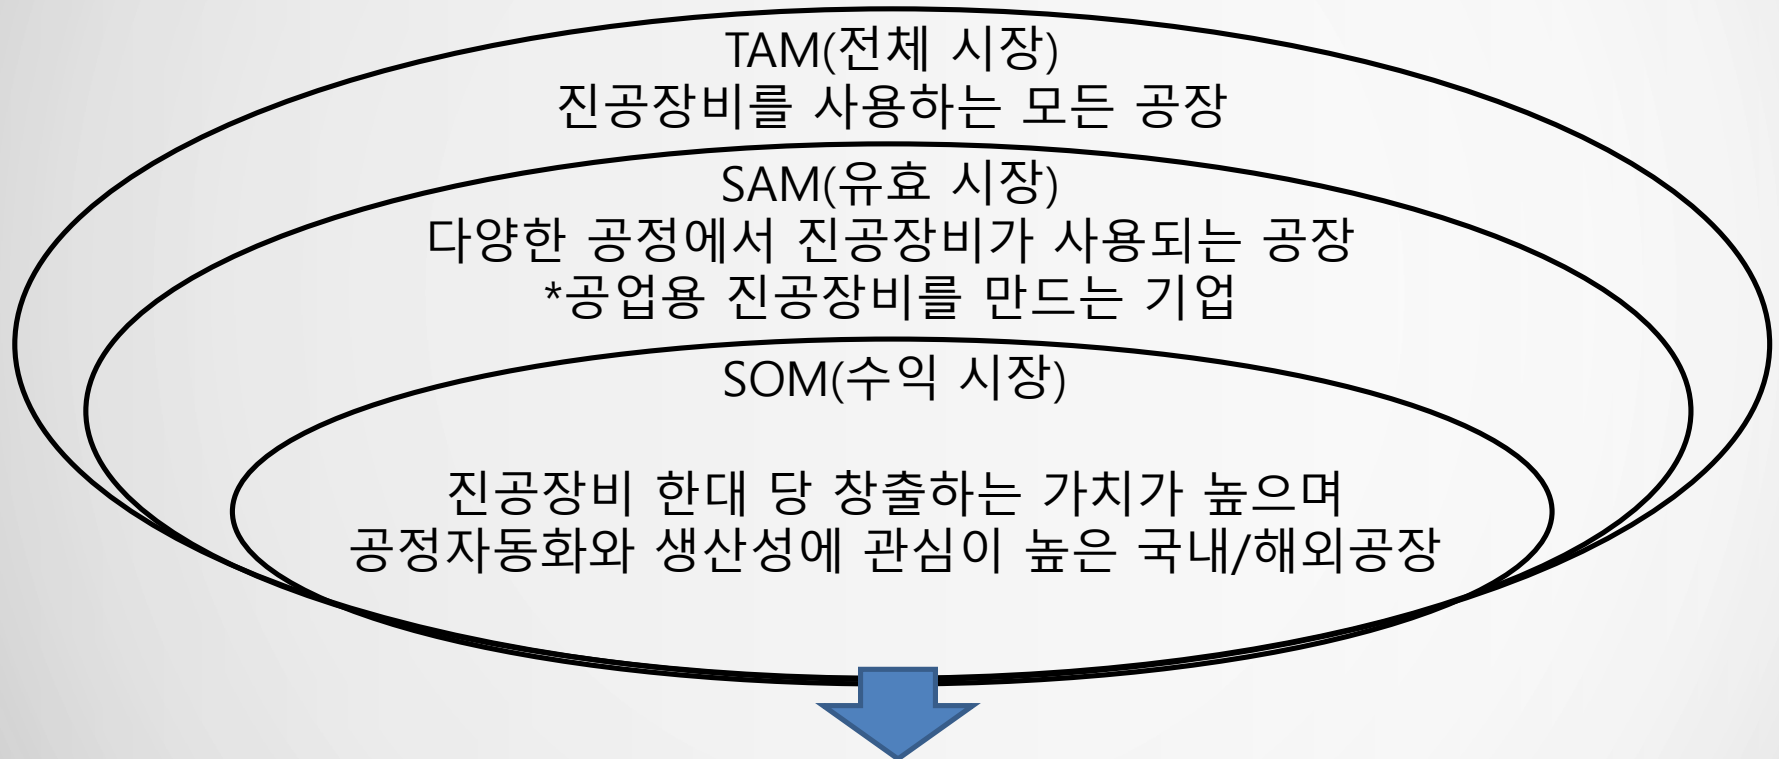 TAM(전체 시장)
진공장비를 사용하는 모든 공장
SAM(유효 시장)
다양한 공정에서 진공장비가 사용되는 공장
*공업용 진공장비를 만드는 기업
SOM(수익 시장)
진공장비 한대 당 창출하는 가치가 높으며
공정자동화와 생산성에 관심이 높은 국내/해외공장